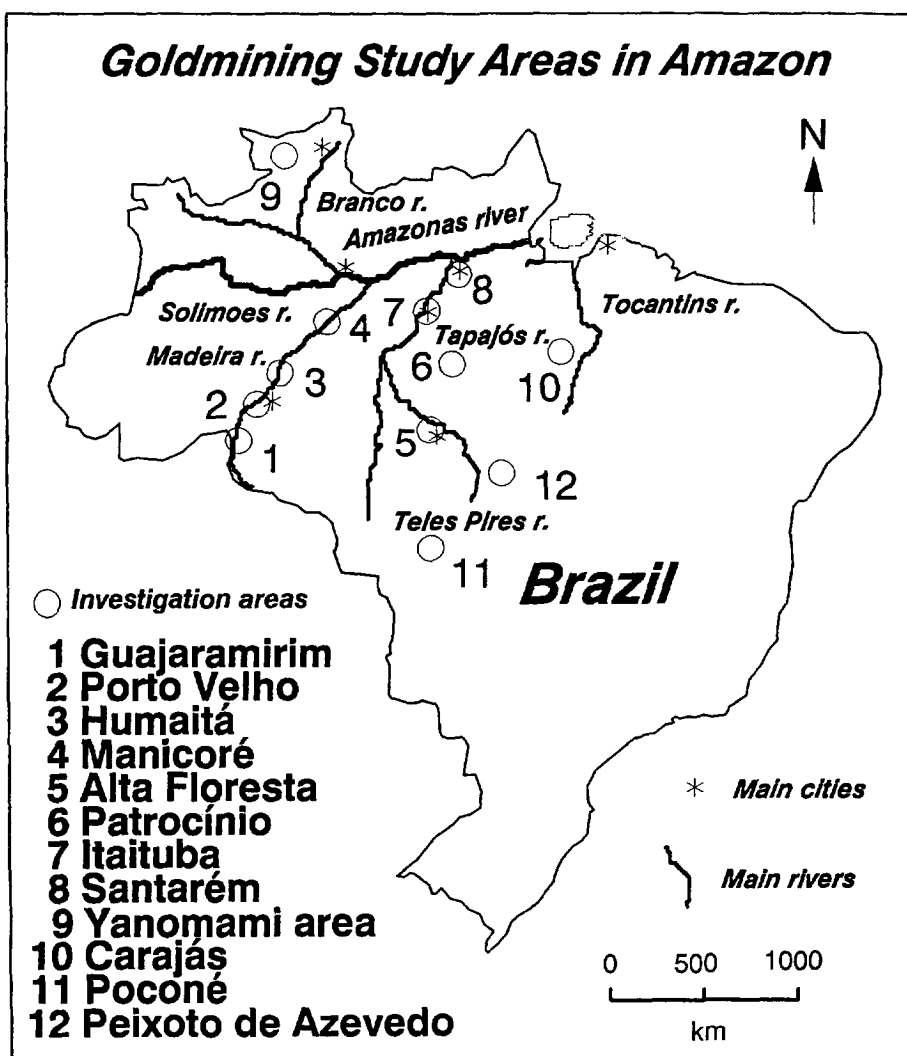 Goldmining Study Areas in Amazon
N
9
Branco r.
Amazonas river
8
Solimoes r.
4
7
Tocantins r.
Tapajós r.
Madeira r.
3
6
10
2
5
1
12
Teles Pires r.
11
Brazil
Investigation areas
1 Guajaramirim
2 Porto Velho
3 Humaitá
4 Manicoré
5 Alta Floresta
6 Patrocínio
7 Itaituba
8 Santarém
9 Yanomami area
10 Carajás
11 Poconé
12 Peixoto de Azevedo
Main cities
Main rivers
0 500 1000
km